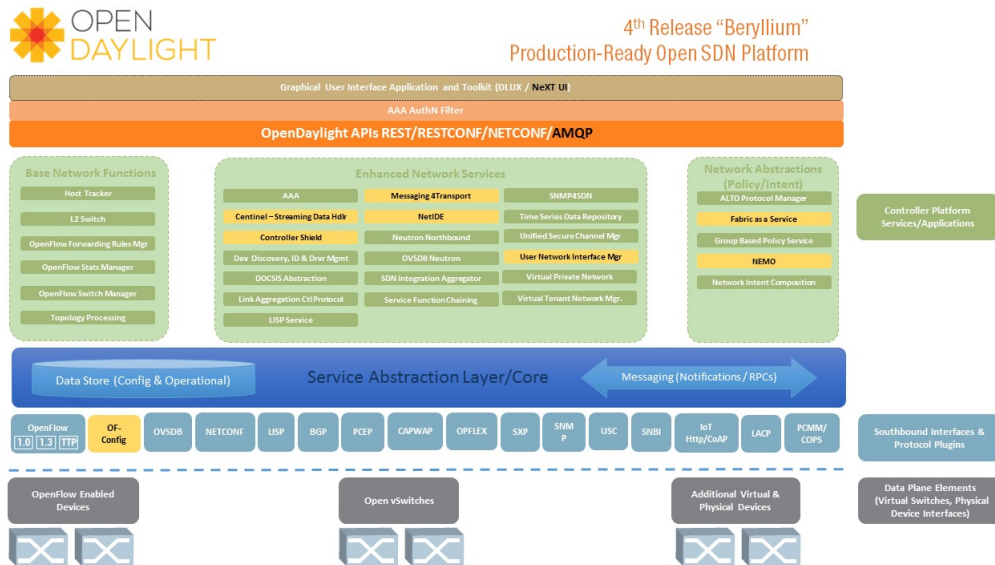 OPEN
DAYLIGHT
4th Release “Beryllium”
Production-Ready Open SDN Platform
Graphical User Interface Application and Toolkit (DLUX / NeXT UI)
AAA AuthN Filter
OpenDaylight APIs REST/RESTCONF/NETCONF/AMQP
Base Network Functions
Host Tracker
L2 Switch
OpenFlow Forwarding Rules Mgr
OpenFlow Stats Manager
OpenFlow Switch Manager
Topology Processing
Enhanced Network Services
AAA
Centinel – Streaming Data Hdlr
Controller Shield
Dev Discovery, ID & Drvr Mgmt
DOCSIS Abstraction
Link Aggregation Ctl Protocol
LISP Service
Messaging 4Transport
NetIDE
Neutron Northbound
OVSDB Neutron
SDN Integration Aggregator
Service Function Chaining
SNMP4SDN
Time Series Data Repository
Unified Secure Channel Mgr
User Network Interface Mgr
Virtual Private Network
Virtual Tenant Network Mgr.
Network Abstractions
(Policy/Intent)
ALTO Protocol Manager
Fabric as a Service
Group Based Policy Service
NEMO
Network Intent Composition
Controller Platform
Services/Applications
Data Store (Config & Operational)
Service Abstraction Layer/Core
Messaging (Notifications / RPCs)
OpenFlow
1.0 1.3 TTP
OF-
Config
OVSDB
NETCONF
LISP
BGP
PCEP
CAPWAP
OPFLEX
SXP
SNM
P
USC
SNBI
IoT
Http/CoAP
LACP
PCMM/
COPS
Southbound Interfaces &
Protocol Plugins
OpenFlow Enabled
Devices
Open vSwitches
Additional Virtual &
Physical Devices
Data Plane Elements
(Virtual Switches, Physical
Device Interfaces)